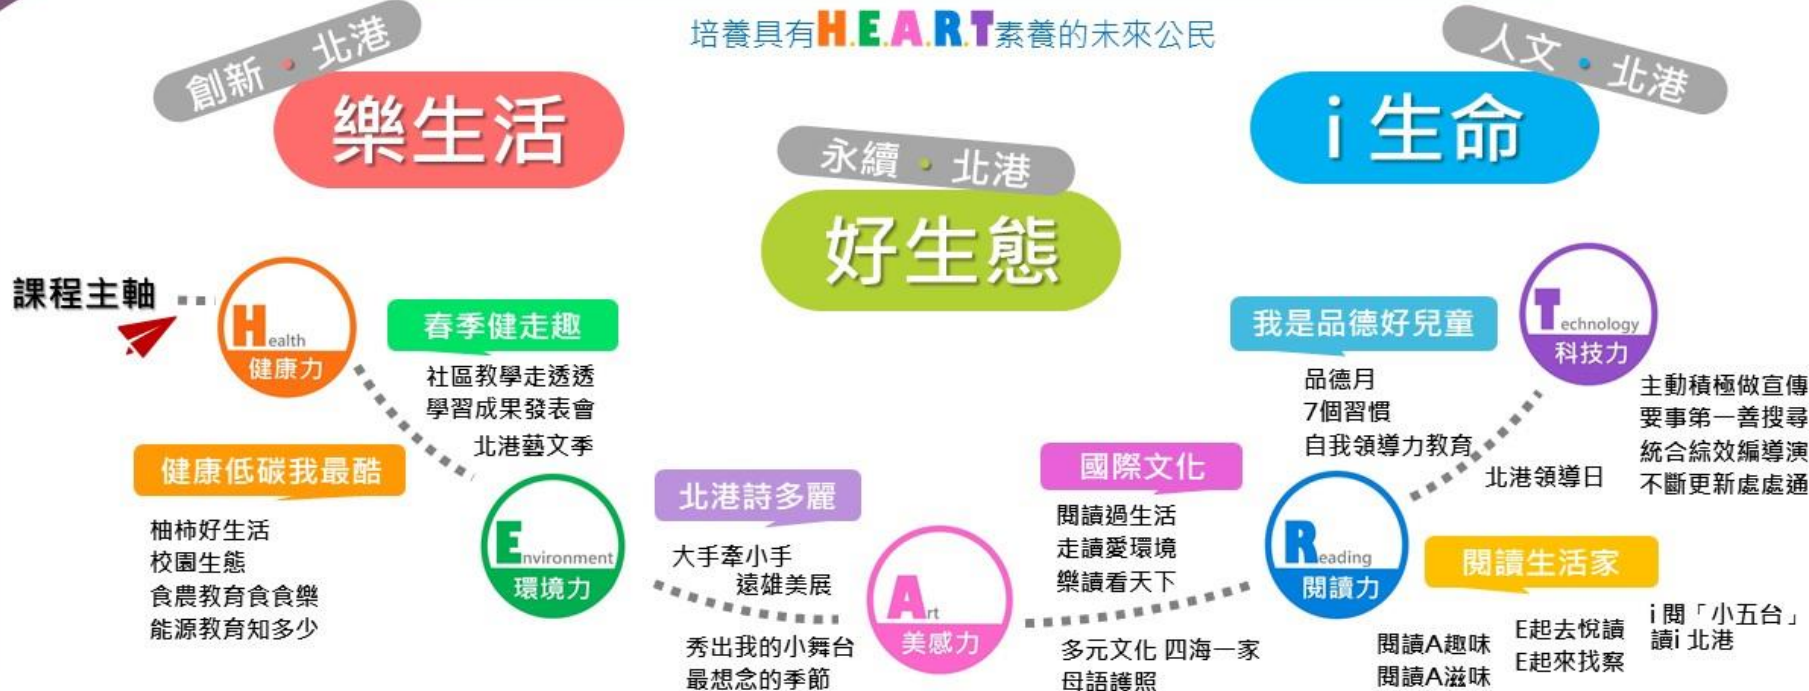 培養具有H.E.A.R.T素養的未來公民
創新•北港
樂生活
永續•北港
好生態
人文•北港
i 生命
課程主軸
Health
健康力
春季健走趣
社區教學走透透
學習成果發表會
北港藝文季
健康低碳我最酷
柚柿好生活
校園生態
食農教育食食樂
能源教育知多少
Environment
環境力
北港詩多麗
大手牽小手
遠雄美展
秀出我的小舞台
最想念的季節
Art
美感力
國際文化
閱讀過生活
走讀愛環境
樂讀看天下
多元文化 四海一家
母語護照
Reading
閱讀力
我是品德好兒童
品德月
7個習慣
自我領導力教育
北港領導日
閱讀生活家
閱讀A趣味
閱讀A滋味
E起去悅讀
E起來找察
i 閱「小五台」
讀i 北港
Technology
科技力
主動積極做宣傳
要事第一善搜尋
統合綜效編導演
不斷更新處處通